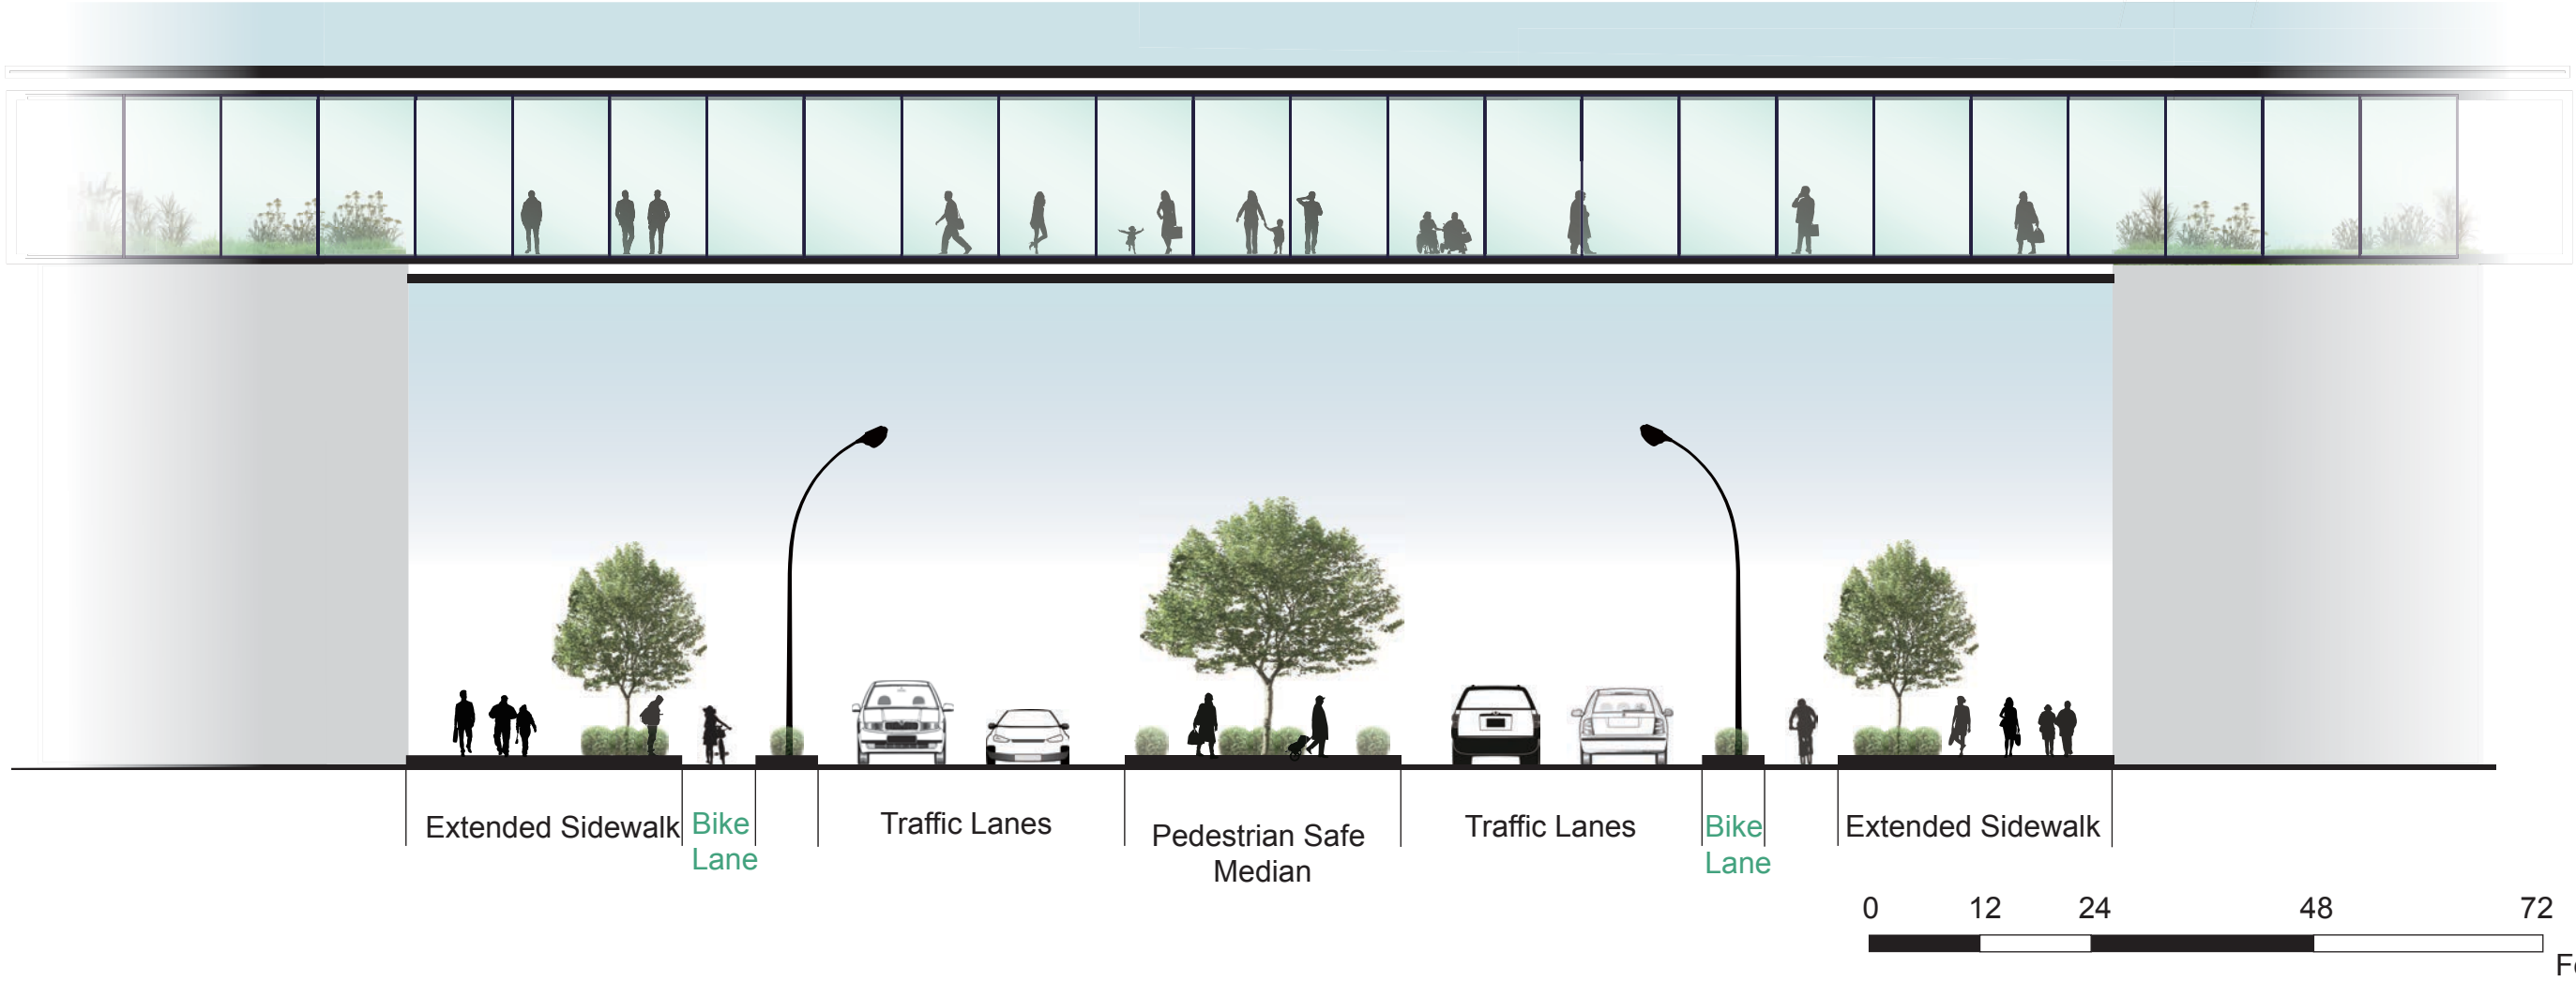 Extended Sidewalk
Bike
Lane
Traffic Lanes
Pedestrian Safe
Median
Traffic Lanes
Bike
Lane
Extended Sidewalk
0 12 24 48 72